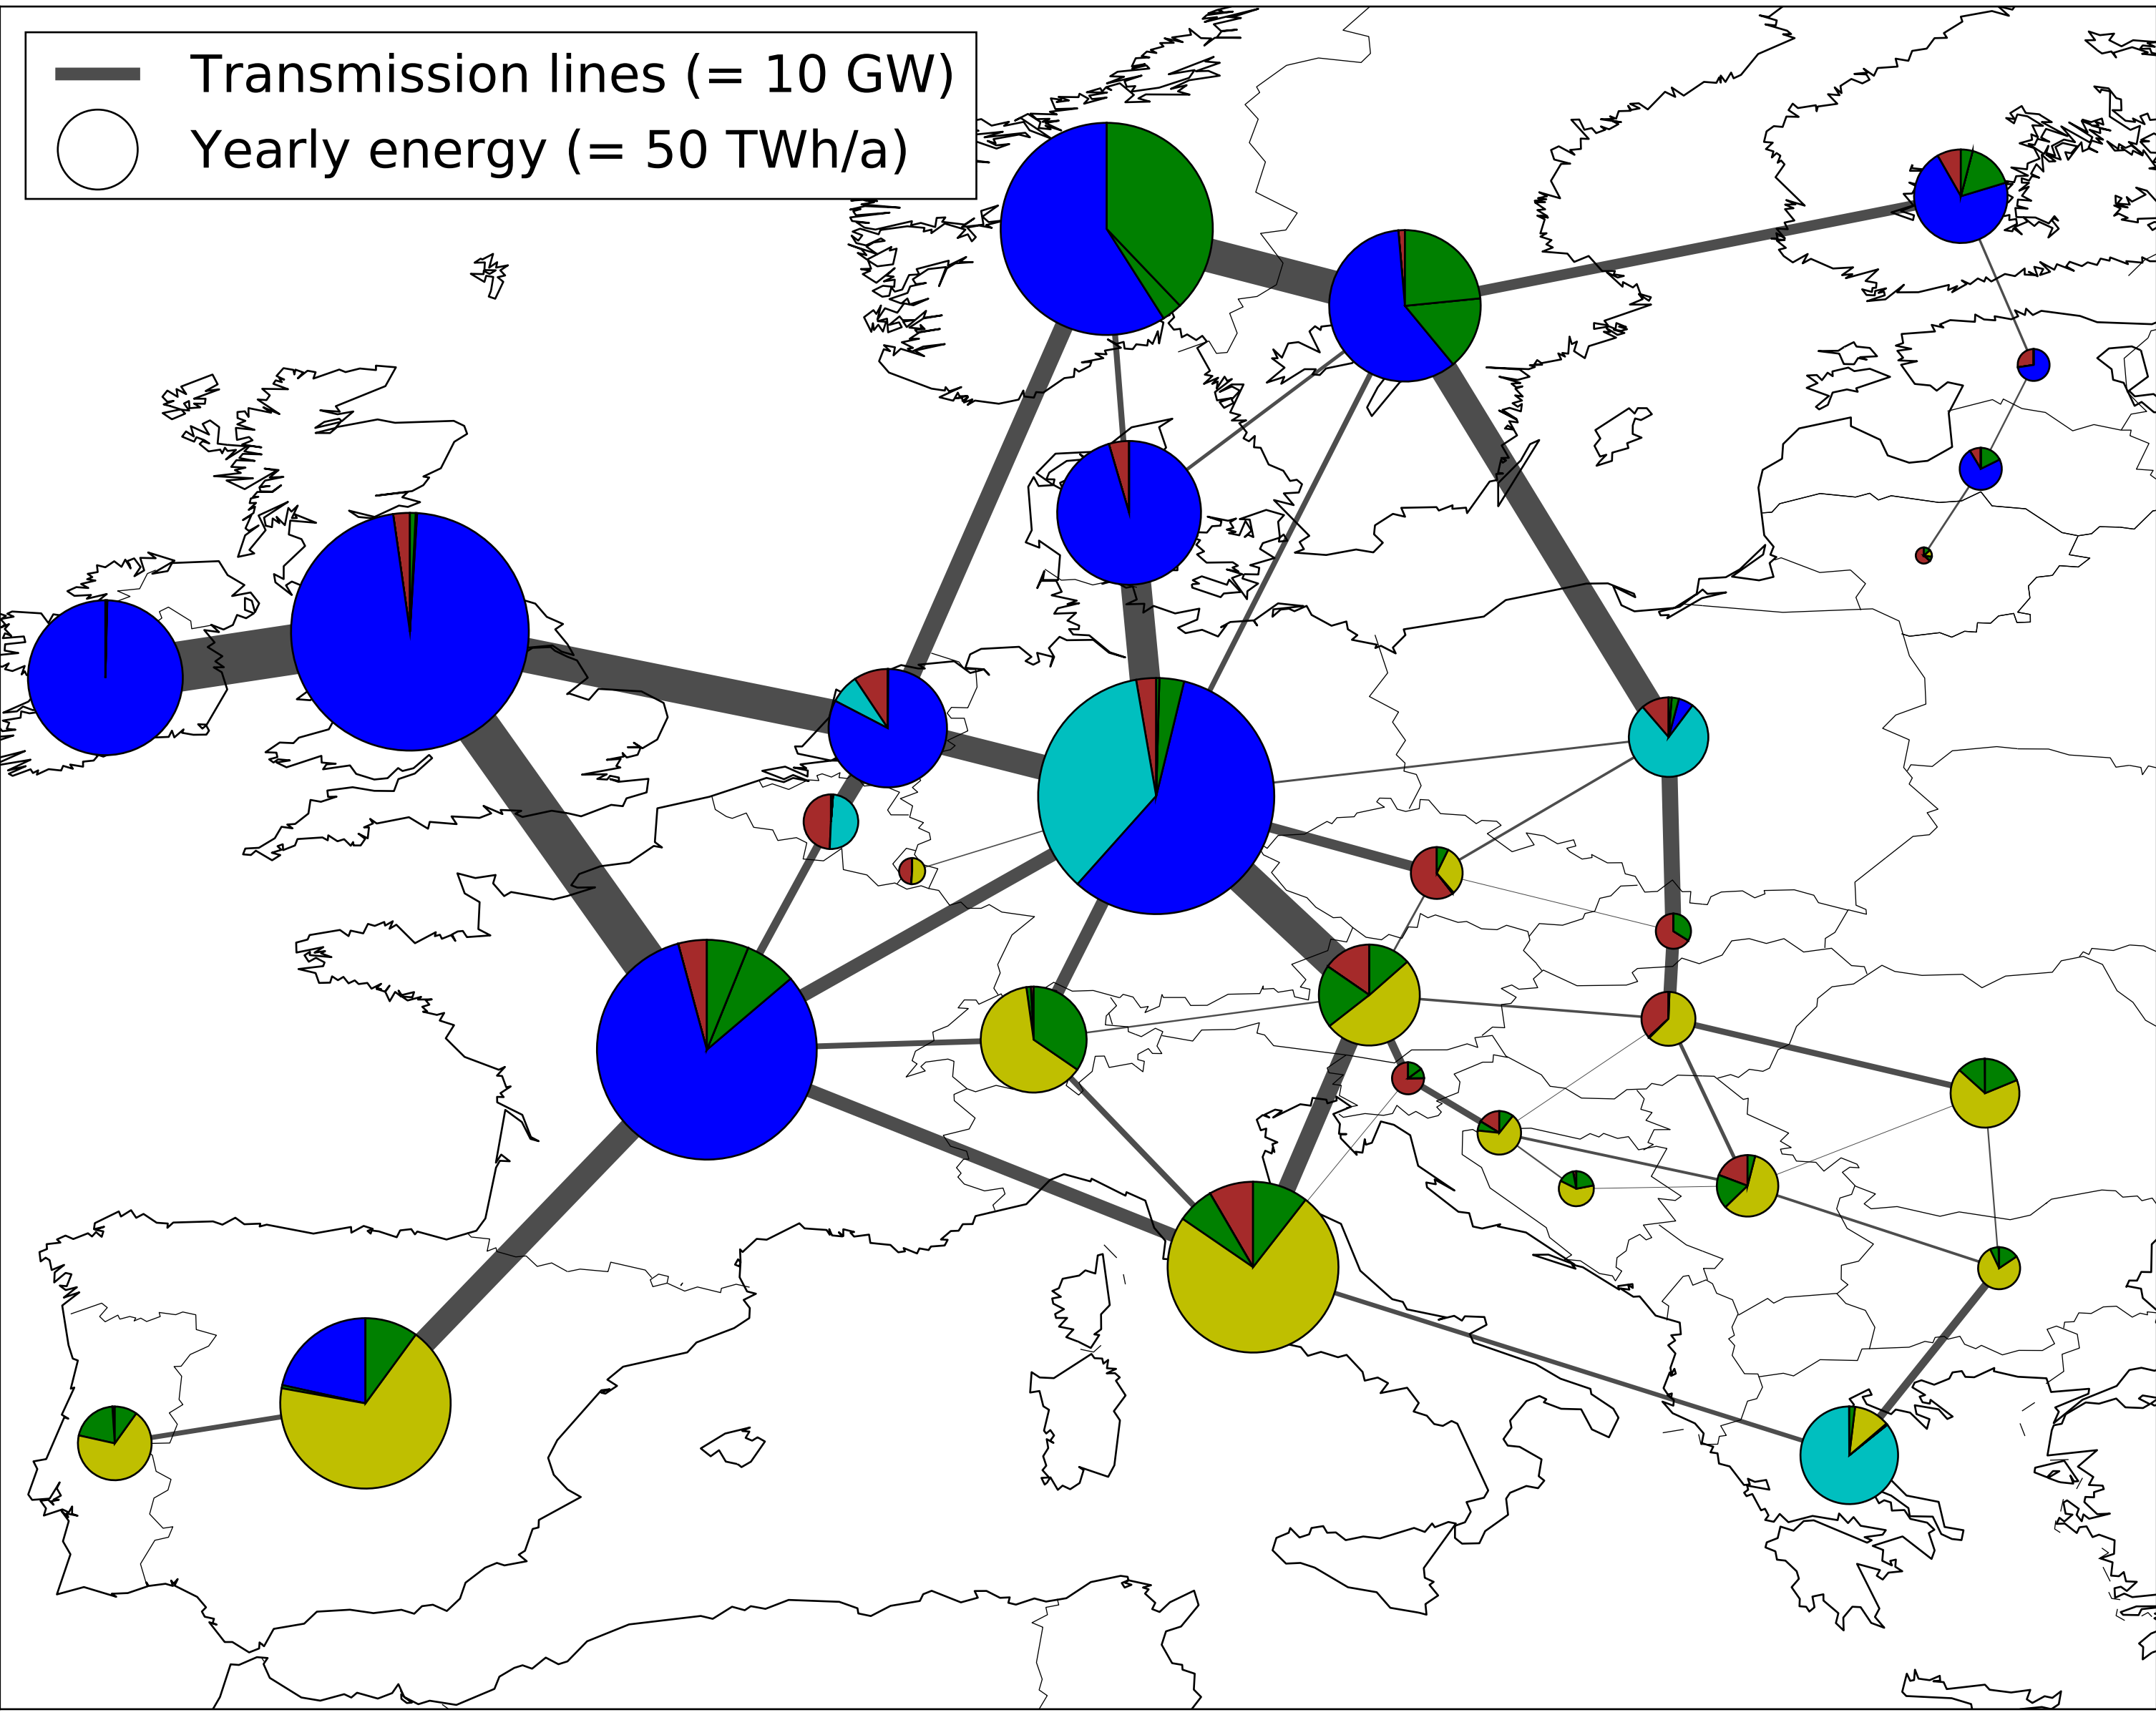 Transmission lines (= 10 GW)
Yearly energy (= 50 TWh/a)